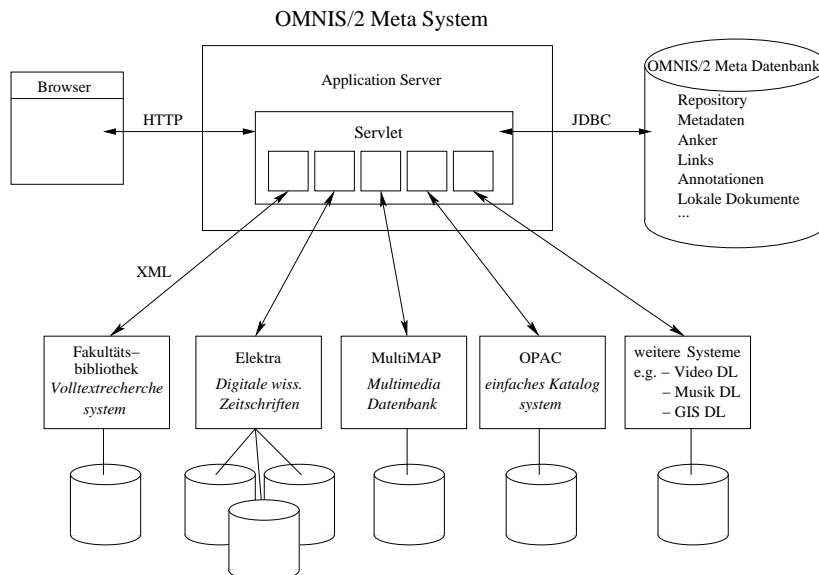 OMNIS/2 Meta System
Application Server
Browser
HTTP
Servlet
JDBC
OMNIS/2 Meta Datenbank
Repository
Metadaten
Anker
Links
Annotationen
Lokale Dokumente
...
XML
Fakultäts–
bibliothek
Volltextrecherche
system
Elektra
Digitale wiss.
Zeitschriften
MultiMAP
Multimedia
Datenbank
OPAC
einfaches Katalog
system
weitere Systeme
e.g. – Video DL
– Musik DL
– GIS DL